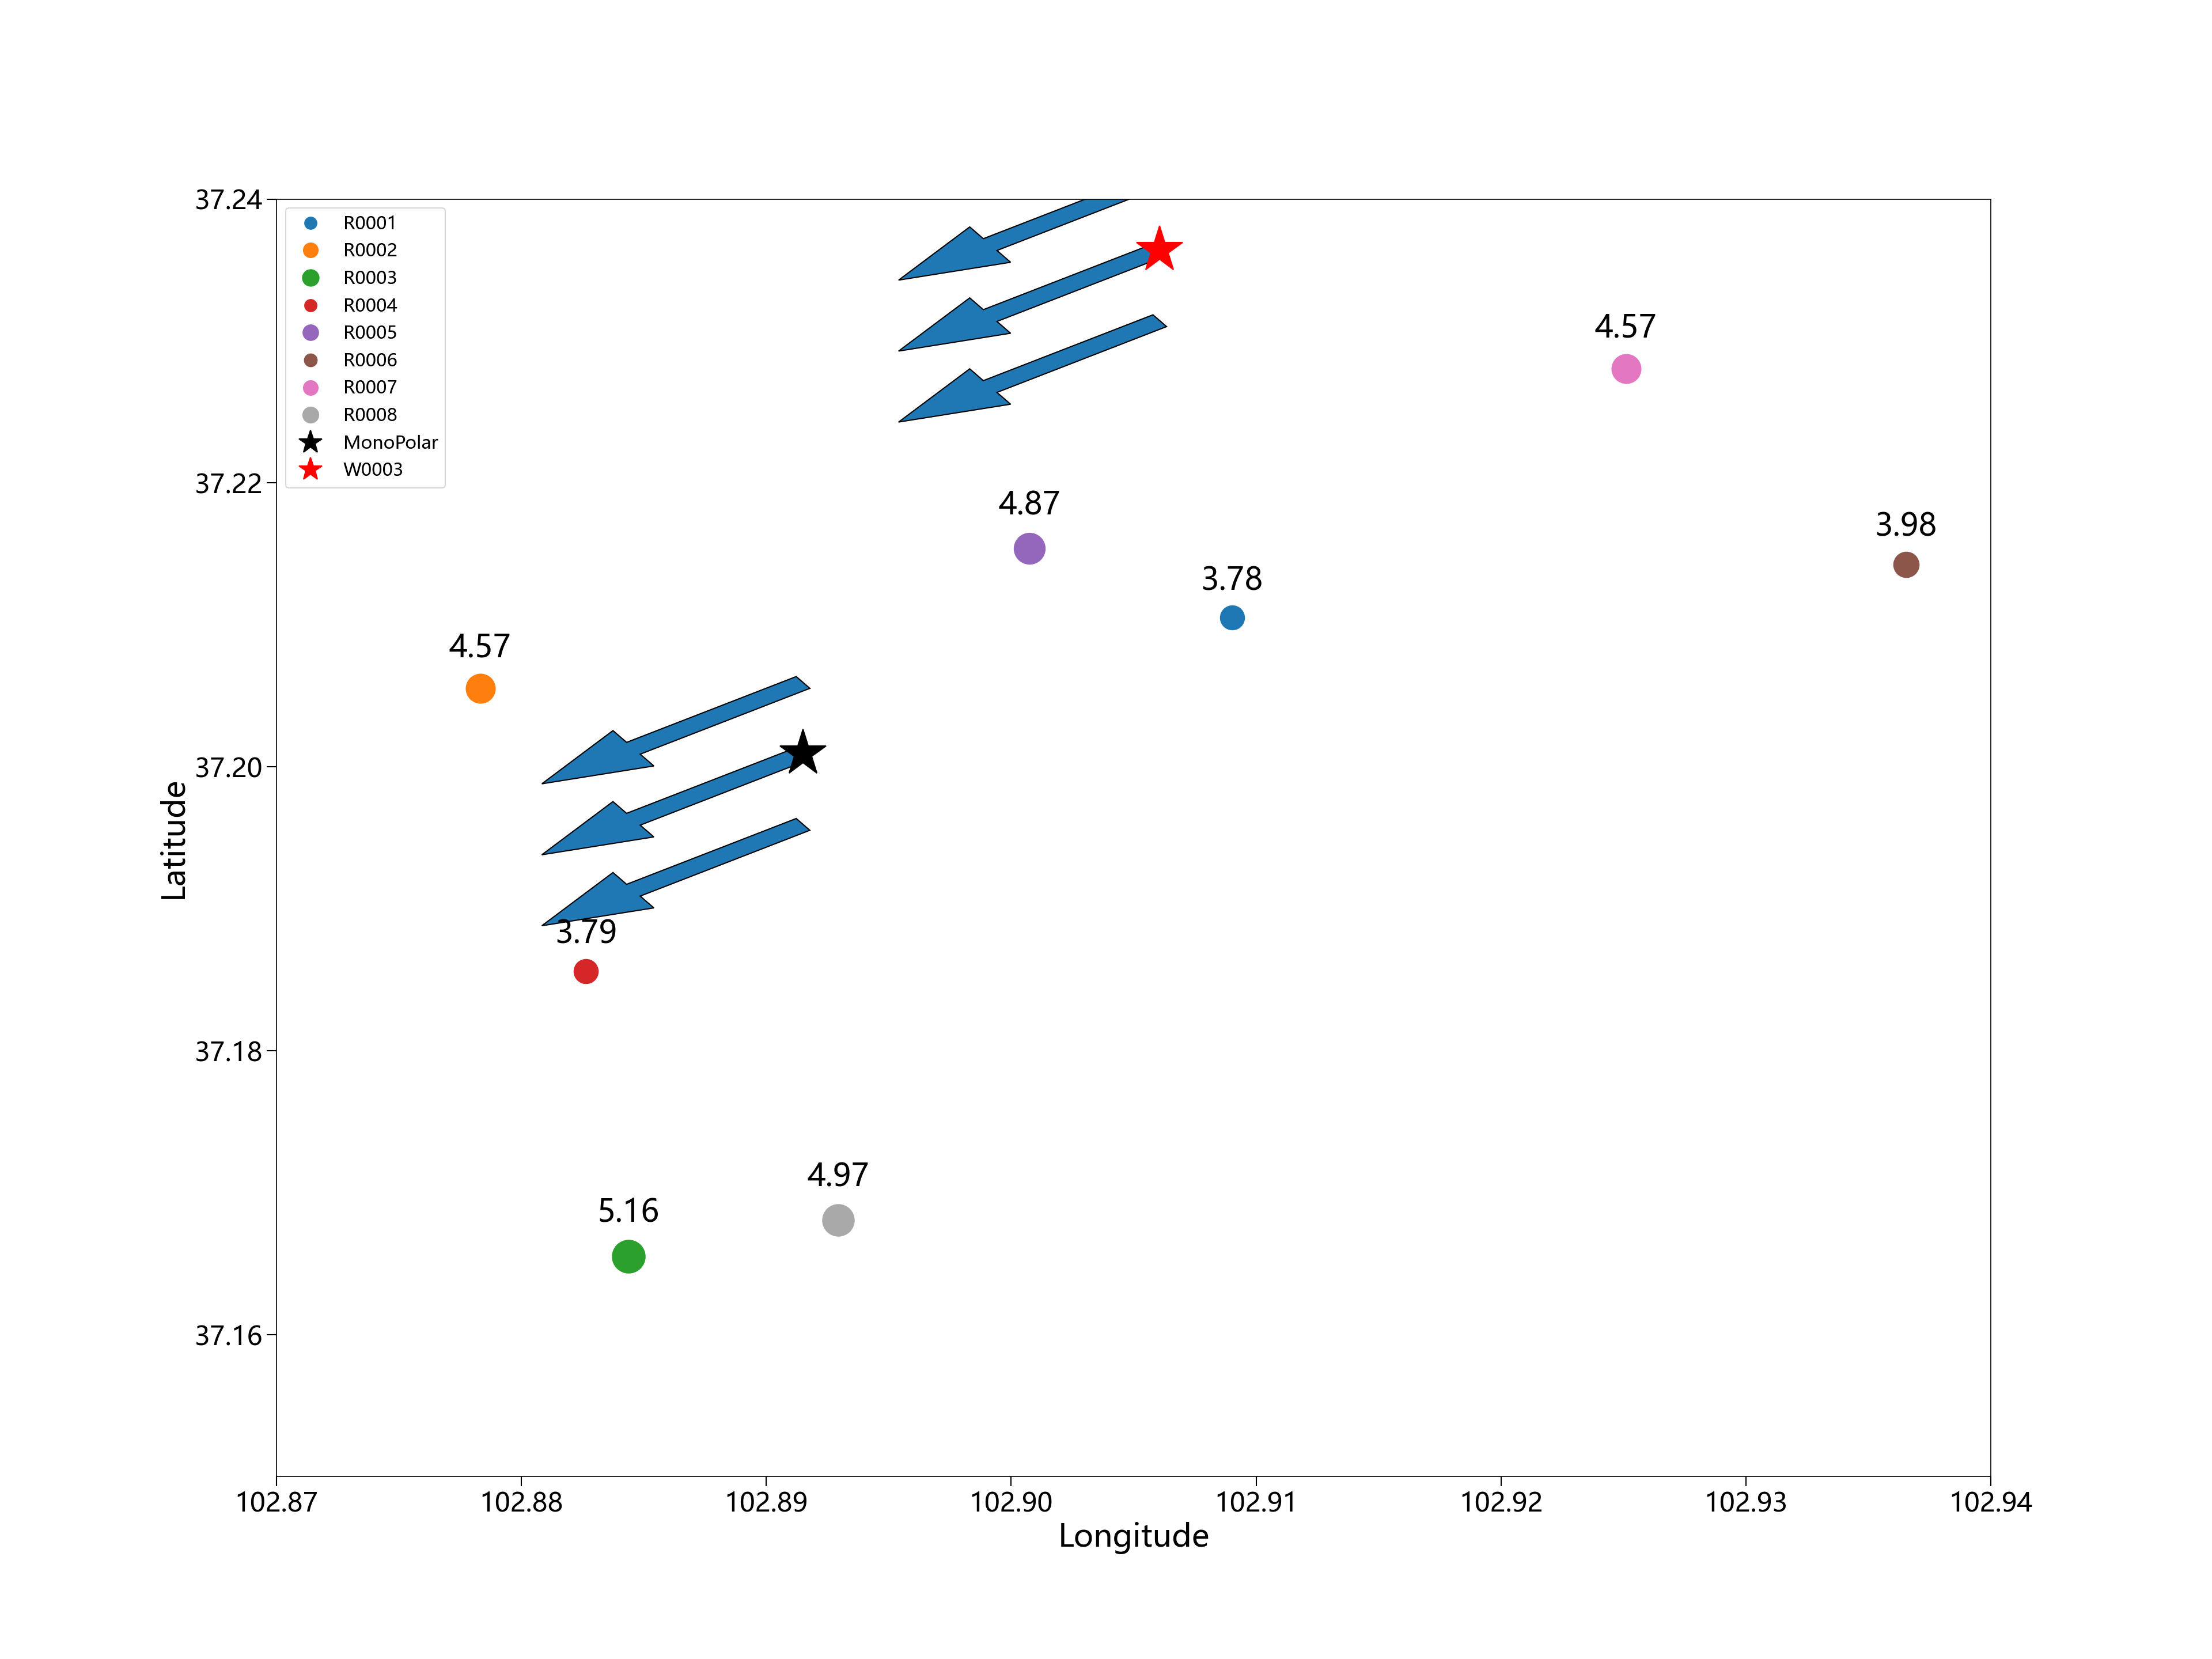 37.24
R0001
R0002
R0003
R0004
R0005
R0006
R0007
R0008
MonoPolar
W0003
4.57
37.22
4.87
3.98
3.78
4.57
37.20
Latitude
3.79
37.18
4.97
5.16
37.16
102.87 102.88 102.89 102.90 102.91 102.92 102.93 102.94
Longitude